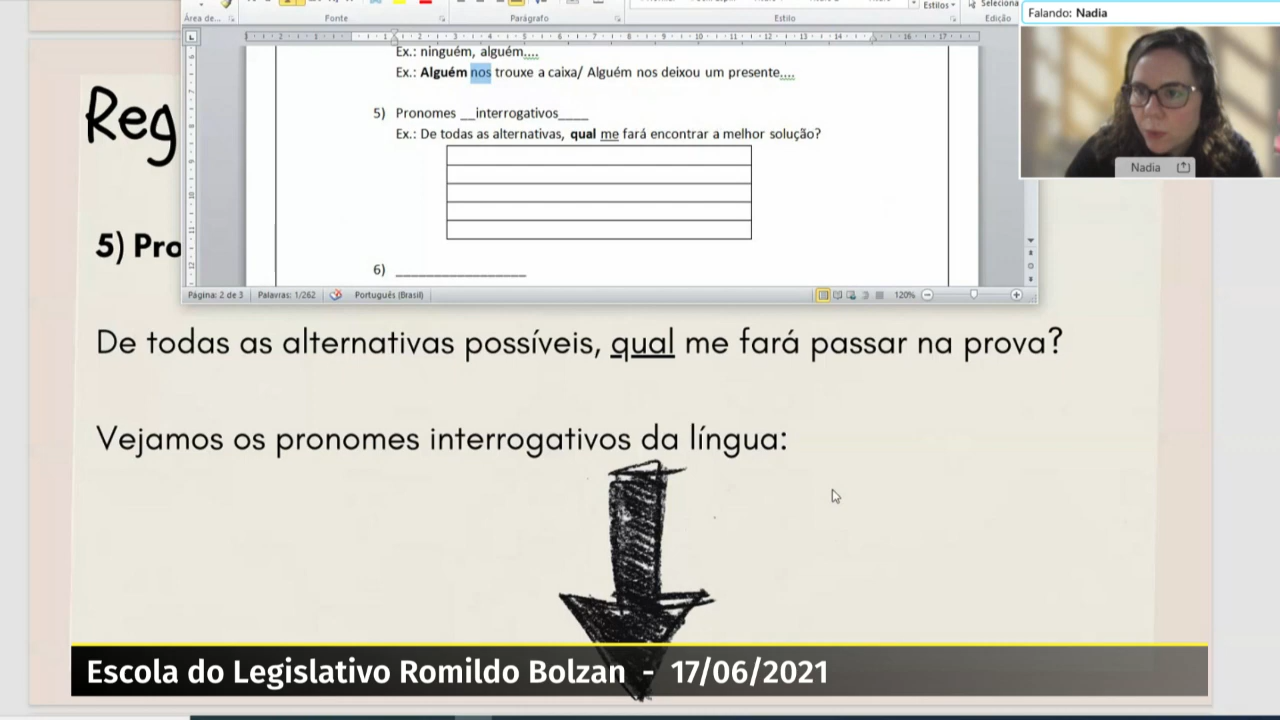 Área de...
Fonte
Parágrafo
Estilo
Estilos
Edição
Seleciona
Falando: Nadia
Nadia
Ex.: ninguém, alguém....
Ex.: Alguém nos trouxe a caixa/ Alguém nos deixou um presente....
5) Pronomes __interrogativos____
Ex.: De todas as alternativas, qual me fará encontrar a melhor solução?
6) __________________
Página: 2 de 3
Palavras: 1/262
Português (Brasil)
120%
Reg
5) Pro
De todas as alternativas possíveis, qual me fará passar na prova?
Vejamos os pronomes interrogativos da língua:
Escola do Legislativo Romildo Bolzan - 17/06/2021